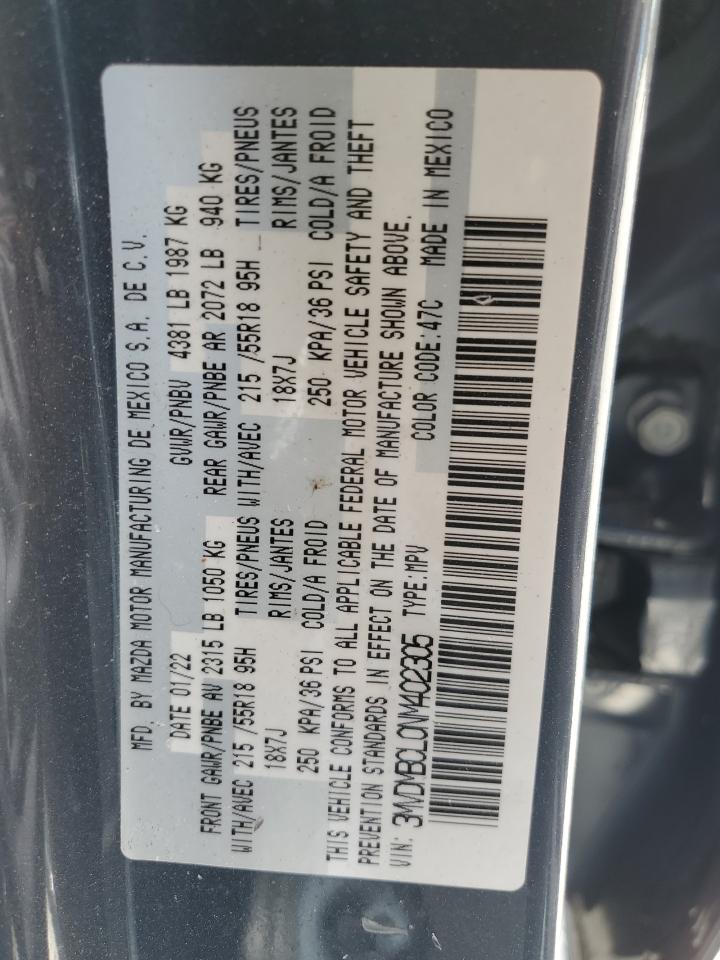 MFD. BY MAZDA MOTOR MANUFACTURING DE MEXICO S.A. DE C.V.
DATE 01/22 GVWR/PNBV 4381 LB 1987 KG
FRONT GAWR/PNBE AV 2315 LB 1050 KG REAR GAWR/PNBE AR 2072 LB 940 KG
WITH/AVEC 215 /55R18 95H TIRES/PNEUS WITH/AVEC 215 /55R18 95H TIRES/PNEUS
18X7J RIMS/JANTES 18X7J RIMS/JANTES
250 KPA/36 PSI COLD/A FROID 250 KPA/36 PSI COLD/A FROID
THIS VEHICLE CONFORMS TO ALL APPLICABLE FEDERAL MOTOR VEHICLE SAFETY AND THEFT
PREVENTION STANDARDS IN EFFECT ON THE DATE OF MANUFACTURE SHOWN ABOVE.
VIN: 3MVDMBCL0NM402305 TYPE:MPV COLOR CODE:47C MADE IN MEXICO